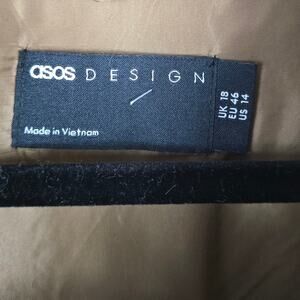 asos DESIGN
Made in Vietnam
UK 18
EU 46
US 14